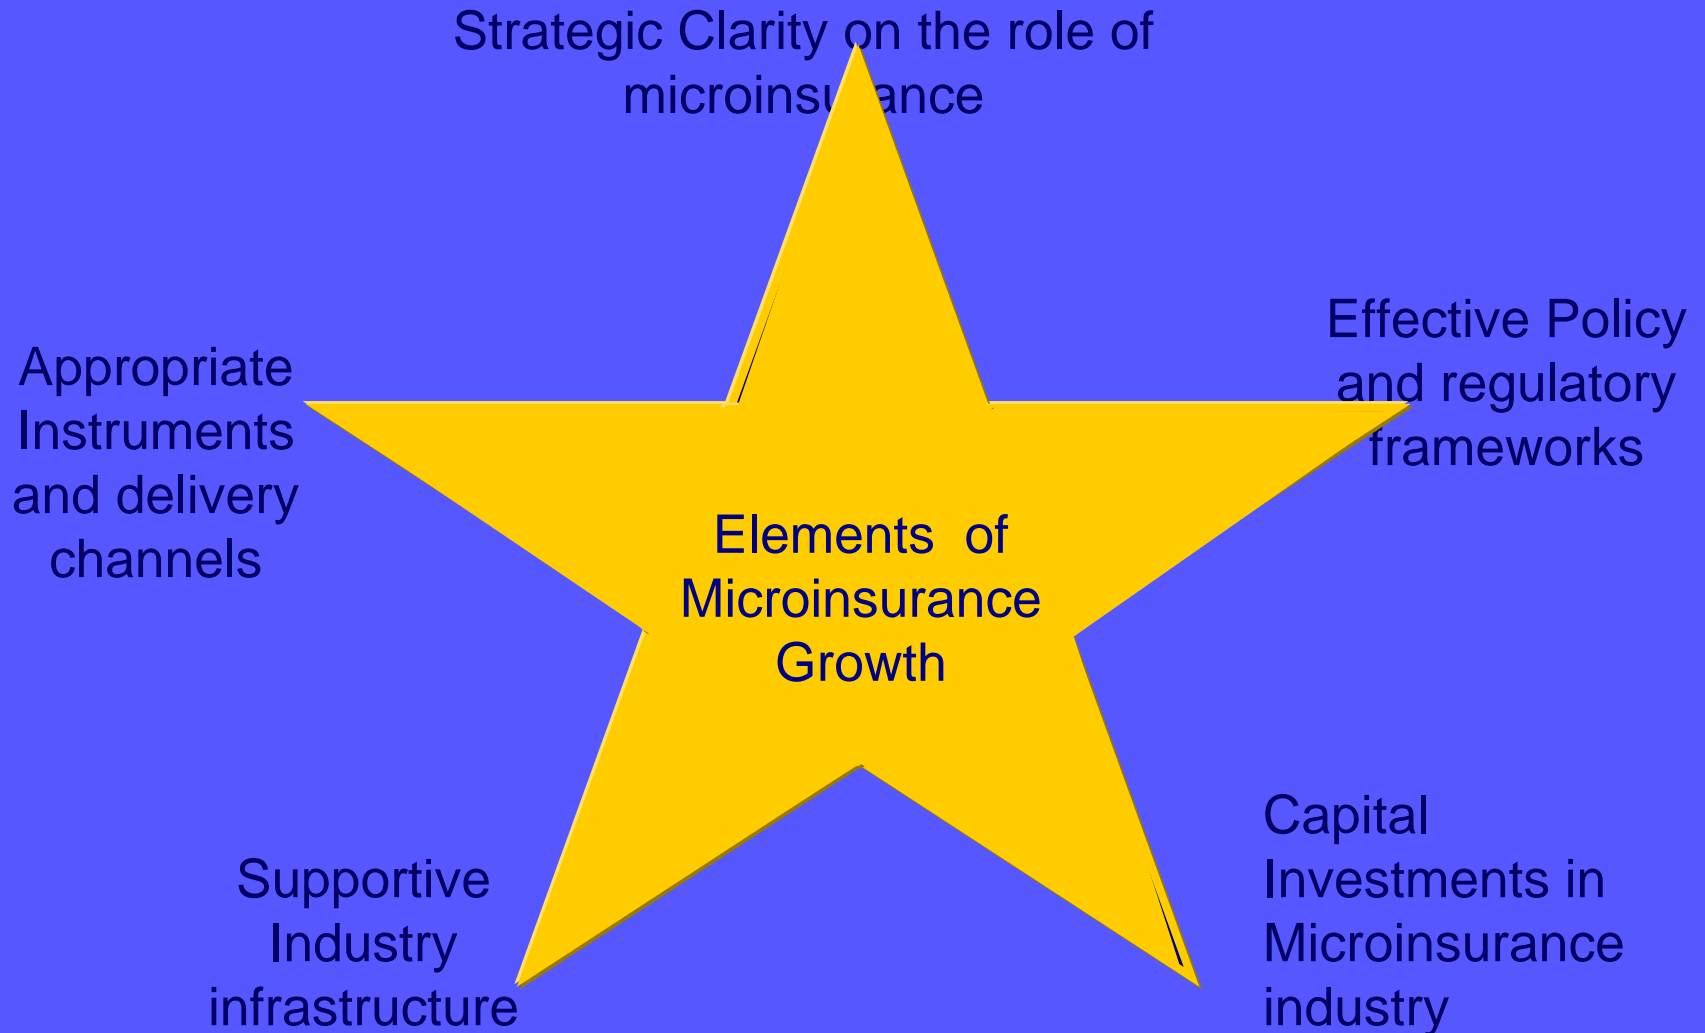 Strategic Clarity on the role of
microinsurance
Effective Policy
and regulatory
frameworks
Appropriate
Instruments
and delivery
channels
Elements of
Microinsurance
Growth
Capital
Investments in
Microinsurance
industry
Supportive
Industry
infrastructure